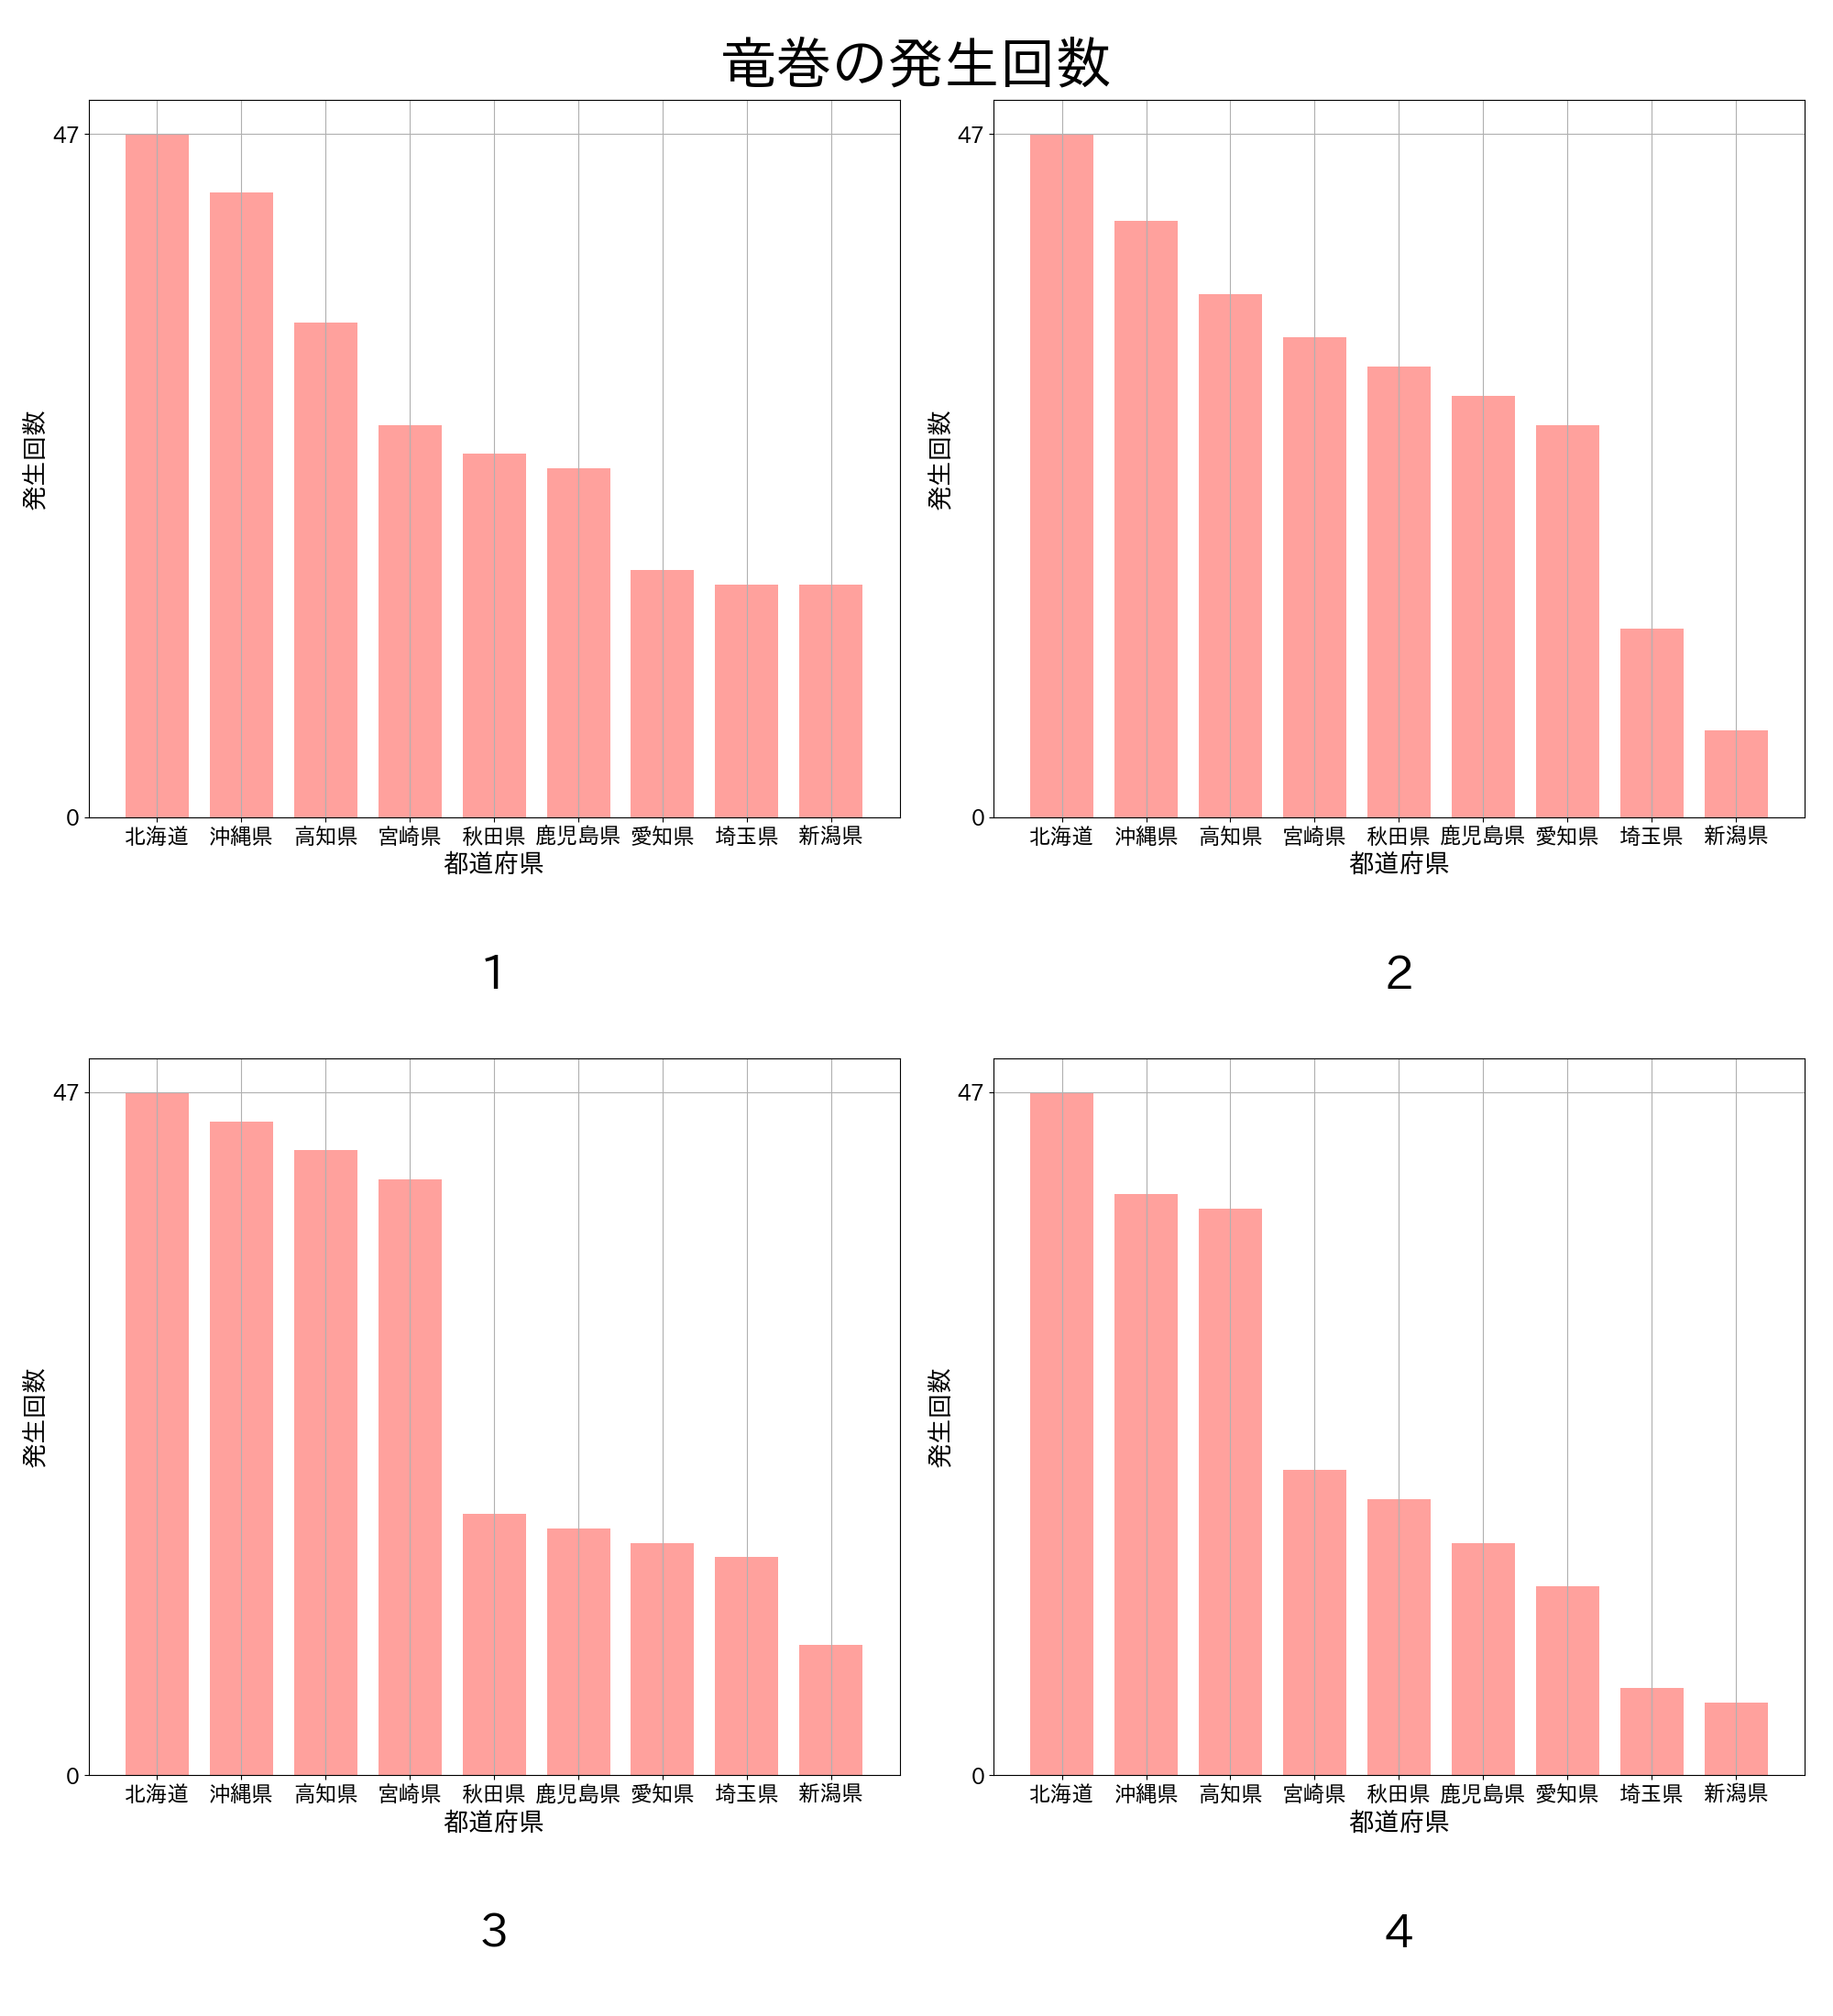 竜巻の発生回数
47
0
発生回数
北海道 沖縄県 高知県 宮崎県 秋田県 鹿児島県 愛知県 埼玉県 新潟県
都道府県
1
47
0
発生回数
北海道 沖縄県 高知県 宮崎県 秋田県 鹿児島県 愛知県 埼玉県 新潟県
都道府県
2
47
0
発生回数
北海道 沖縄県 高知県 宮崎県 秋田県 鹿児島県 愛知県 埼玉県 新潟県
都道府県
3
47
0
発生回数
北海道 沖縄県 高知県 宮崎県 秋田県 鹿児島県 愛知県 埼玉県 新潟県
都道府県
4